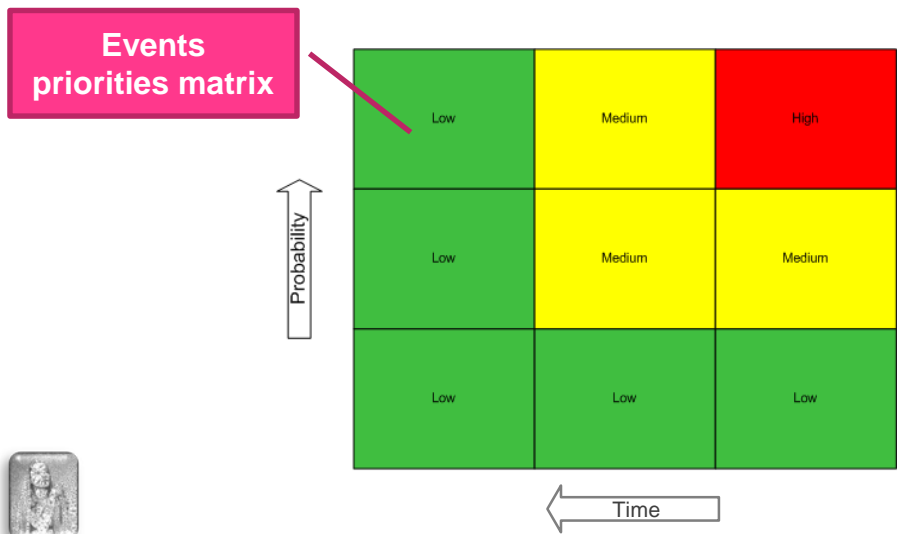 Events
priorities matrix
Low
Medium
High
Low
Medium
Medium
Low
Low
Low
Probability
Time